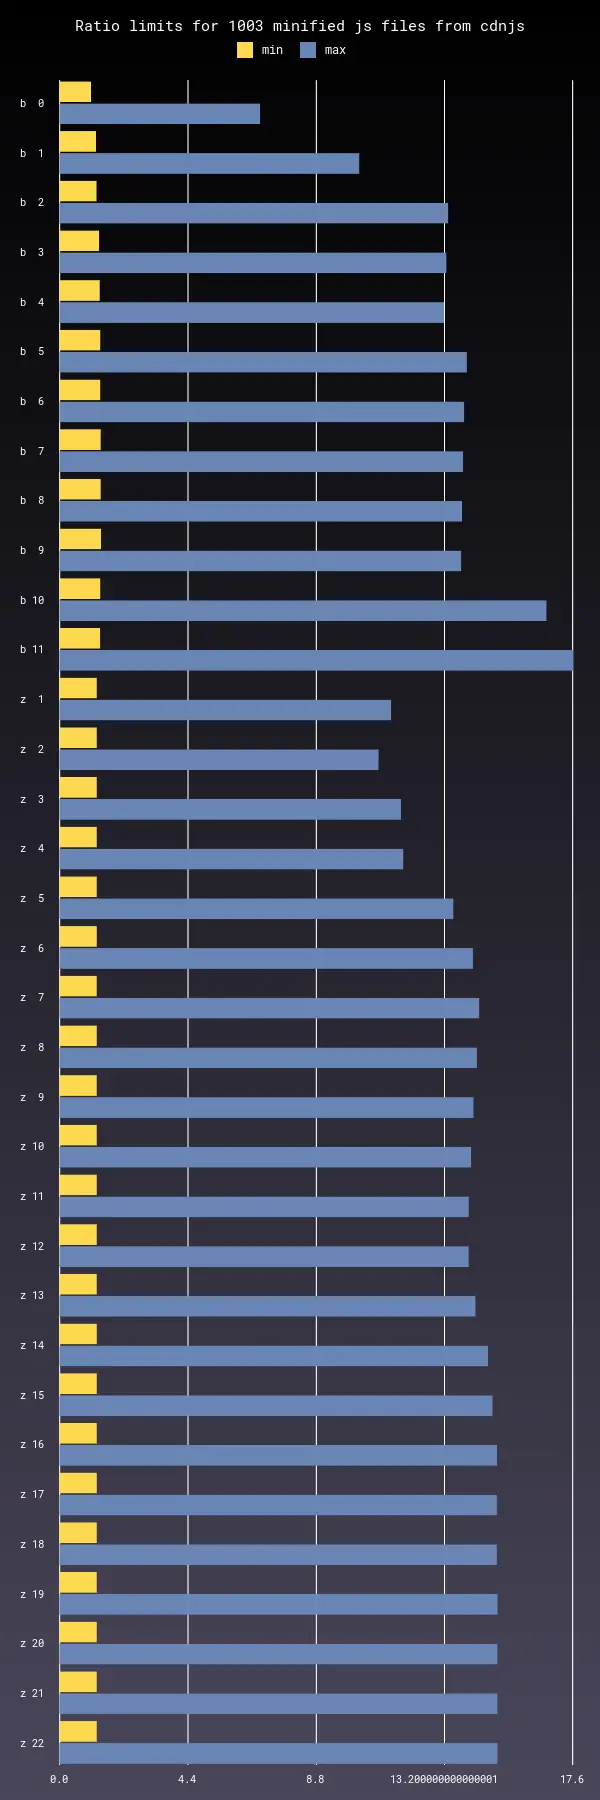 Ratio limits for 1003 minified js files from cdnjs
min max
b 0
b 1
b 2
b 3
b 4
b 5
b 6
b 7
b 8
b 9
b 10
b 11
z 1
z 2
z 3
z 4
z 5
z 6
z 7
z 8
z 9
z 10
z 11
z 12
z 13
z 14
z 15
z 16
z 17
z 18
z 19
z 20
z 21
z 22
0.0 4.4 8.8 13.200000000000001 17.6